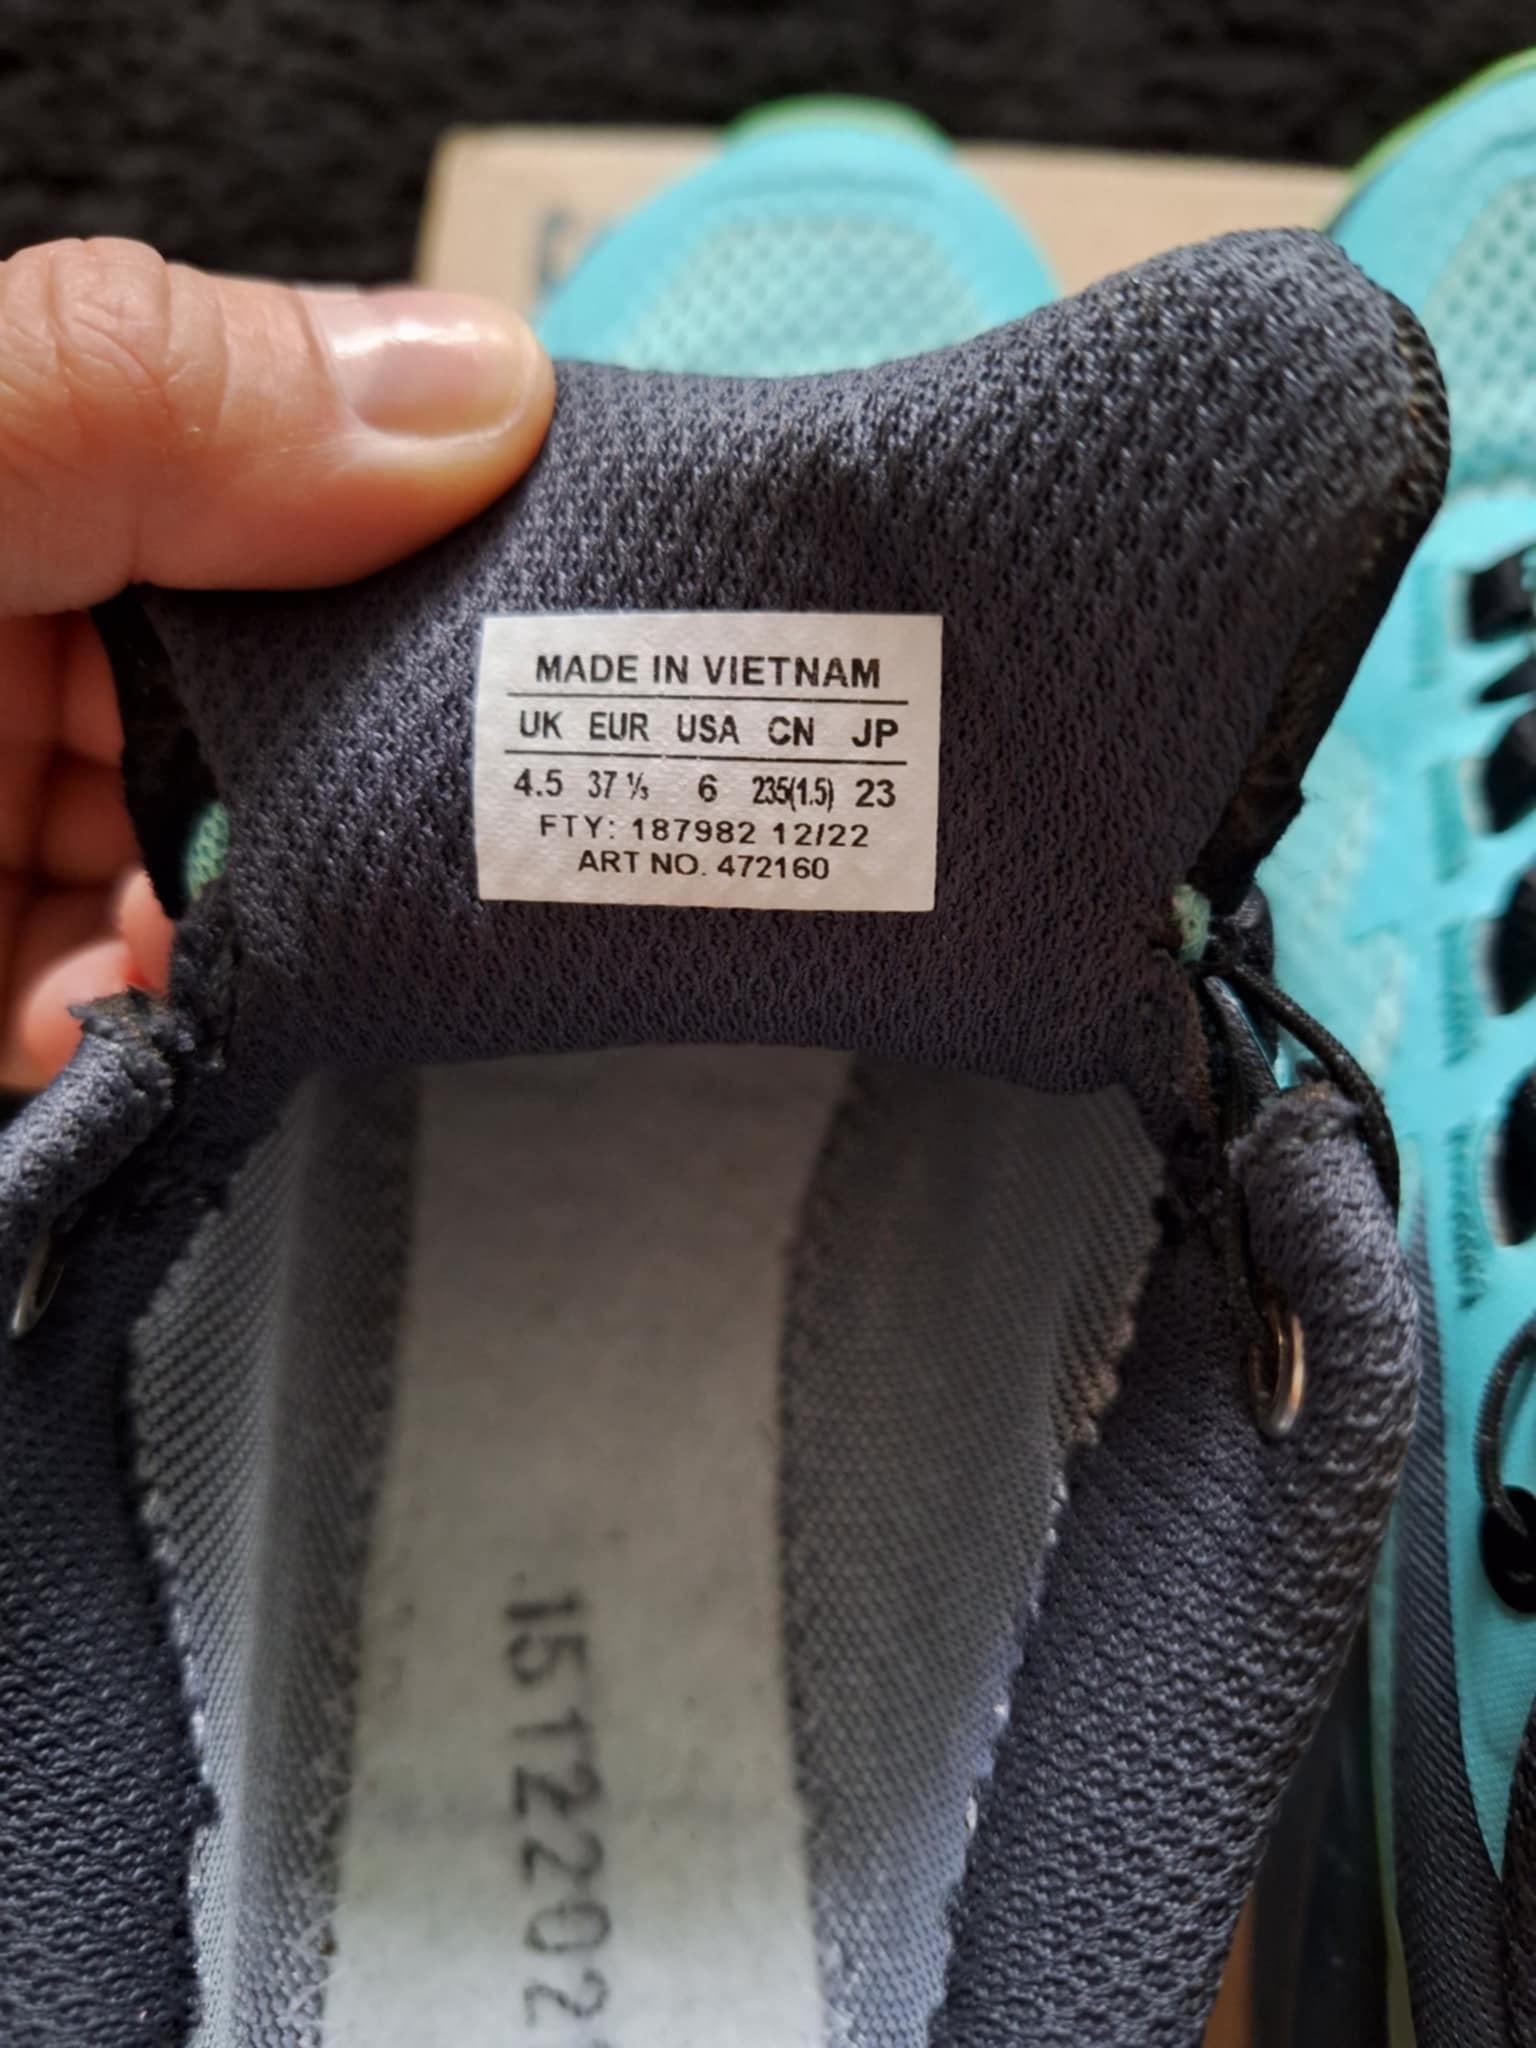 MADE IN VIETNAM
UK EUR USA CN JP
4.5 37 ⅓ 6 235(1.5) 23
FTY: 187982 12/22
ART NO. 472160